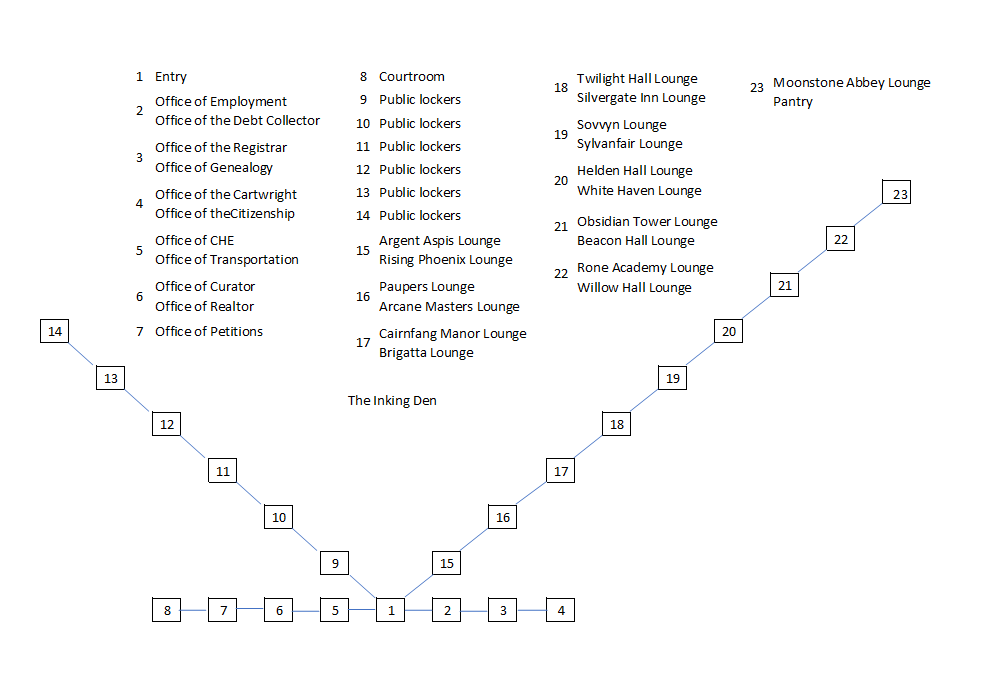 1 Entry
2 Office of Employment
Office of the Debt Collector
3 Office of the Registrar
Office of Genealogy
4 Office of the Cartwright
Office of theCitizenship
5 Office of CHE
Office of Transportation
6 Office of Curator
Office of Realtor
7 Office of Petitions
8 Courtroom
9 Public lockers
10 Public lockers
11 Public lockers
12 Public lockers
13 Public lockers
14 Public lockers
15 Argent Aspis Lounge
Rising Phoenix Lounge
16 Paupers Lounge
Arcane Masters Lounge
17 Cairnfang Manor Lounge
Brigatta Lounge
18 Twilight Hall Lounge
Silvergate Inn Lounge
19 Sovvyn Lounge
Sylvanfair Lounge
20 Helden Hall Lounge
White Haven Lounge
21 Obsidian Tower Lounge
Beacon Hall Lounge
22 Rone Academy Lounge
Willow Hall Lounge
23 Moonstone Abbey Lounge
Pantry
The Inking Den
23
22
21
14 20
13 19
12 18
11 17
10 16
9 15
8 7 6 5 1 2 3 4